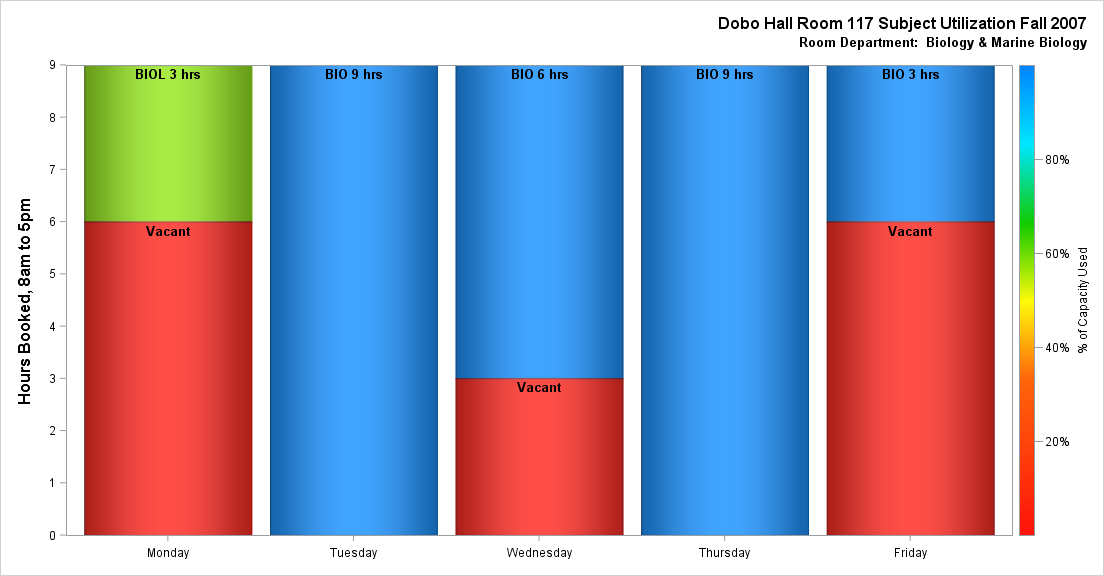 Dobo Hall Room 117 Subject Utilization Fall 2007
Room Department: Biology & Marine Biology
Hours Booked, 8am to 5pm
9
8
7
6
5
4
3
2
1
0
BIOL 3 hrs
Vacant
BIO 9 hrs
BIO 6 hrs
Vacant
BIO 9 hrs
BIO 3 hrs
Vacant
Monday
Tuesday
Wednesday
Thursday
Friday
80%
60%
40%
20%
% of Capacity Used